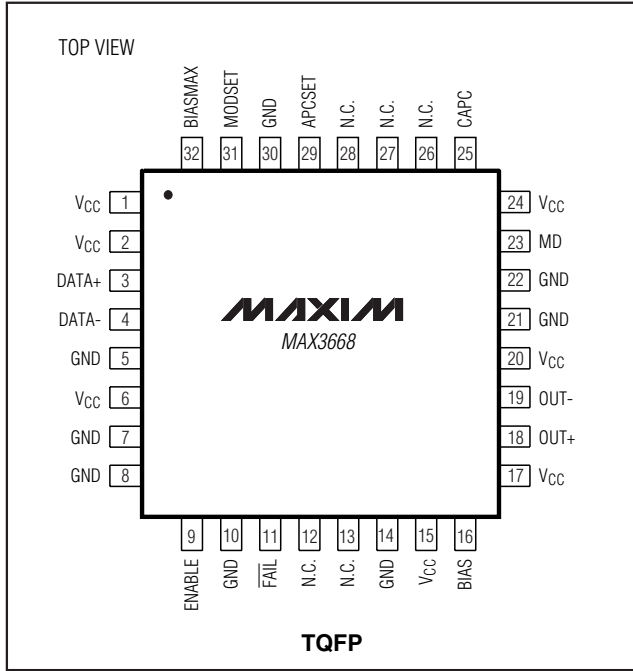 TOP VIEW
BIASMAX MODSET GND APCSET N.C. N.C. N.C. CAPC
32 31 30 29 28 27 26 25
VCC 1 24 VCC
VCC 2 23 MD
DATA+ 3 22 GND
DATA- 4 21 GND
MAXIM
MAX3668
GND 5 20 VCC
VCC 6 19 OUT-
GND 7 18 OUT+
GND 8 17 VCC
9 10 11 12 13 14 15 16
ENABLE GND FAIL N.C. N.C. GND VCC BIAS
TQFP